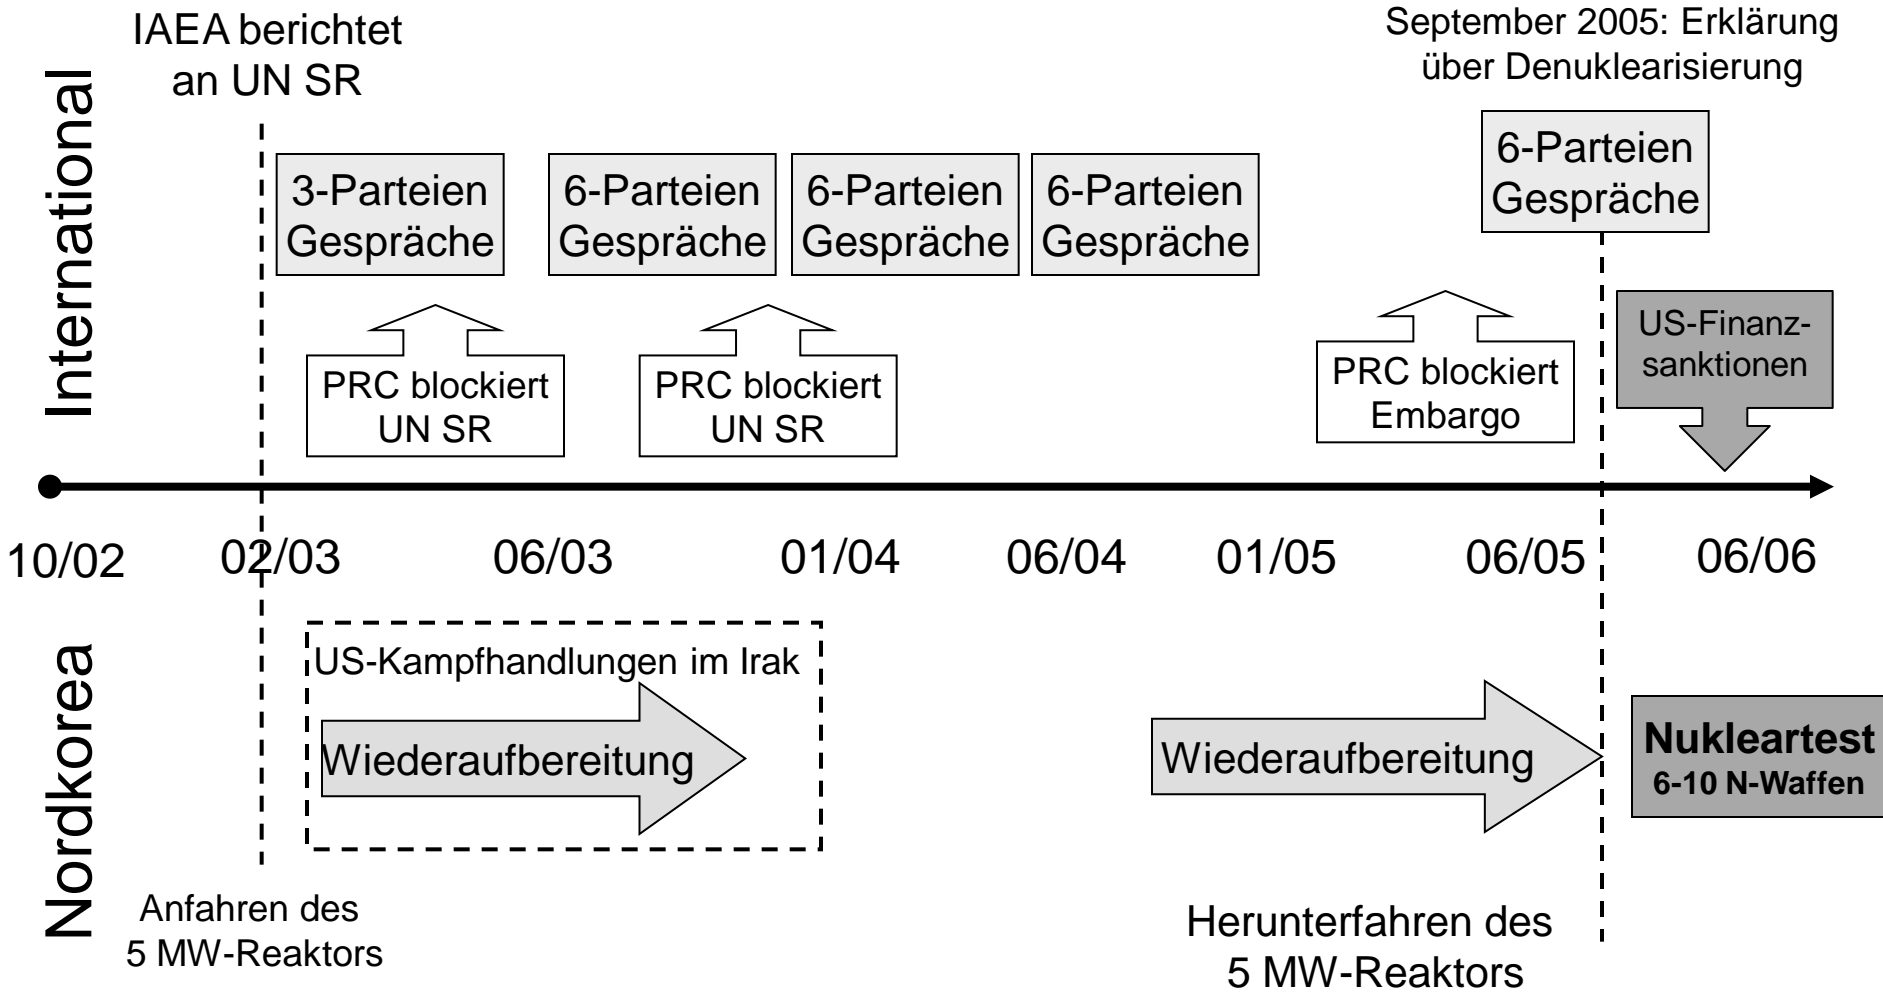 IAEA berichtet
an UN SR
September 2005: Erklärung
über Denuklearisierung
International
3-Parteien
Gespräche
6-Parteien
Gespräche
6-Parteien
Gespräche
6-Parteien
Gespräche
6-Parteien
Gespräche
PRC blockiert
UN SR
PRC blockiert
UN SR
PRC blockiert
Embargo
US-Finanz-
sanktionen
10/02
02/03
06/03
01/04
06/04
01/05
06/05
06/06
Nordkorea
US-Kampfhandlungen im Irak
Wiederaufbereitung
Wiederaufbereitung
Nukleartest
6-10 N-Waffen
Anfahren des
5 MW-Reaktors
Herunterfahren des
5 MW-Reaktors